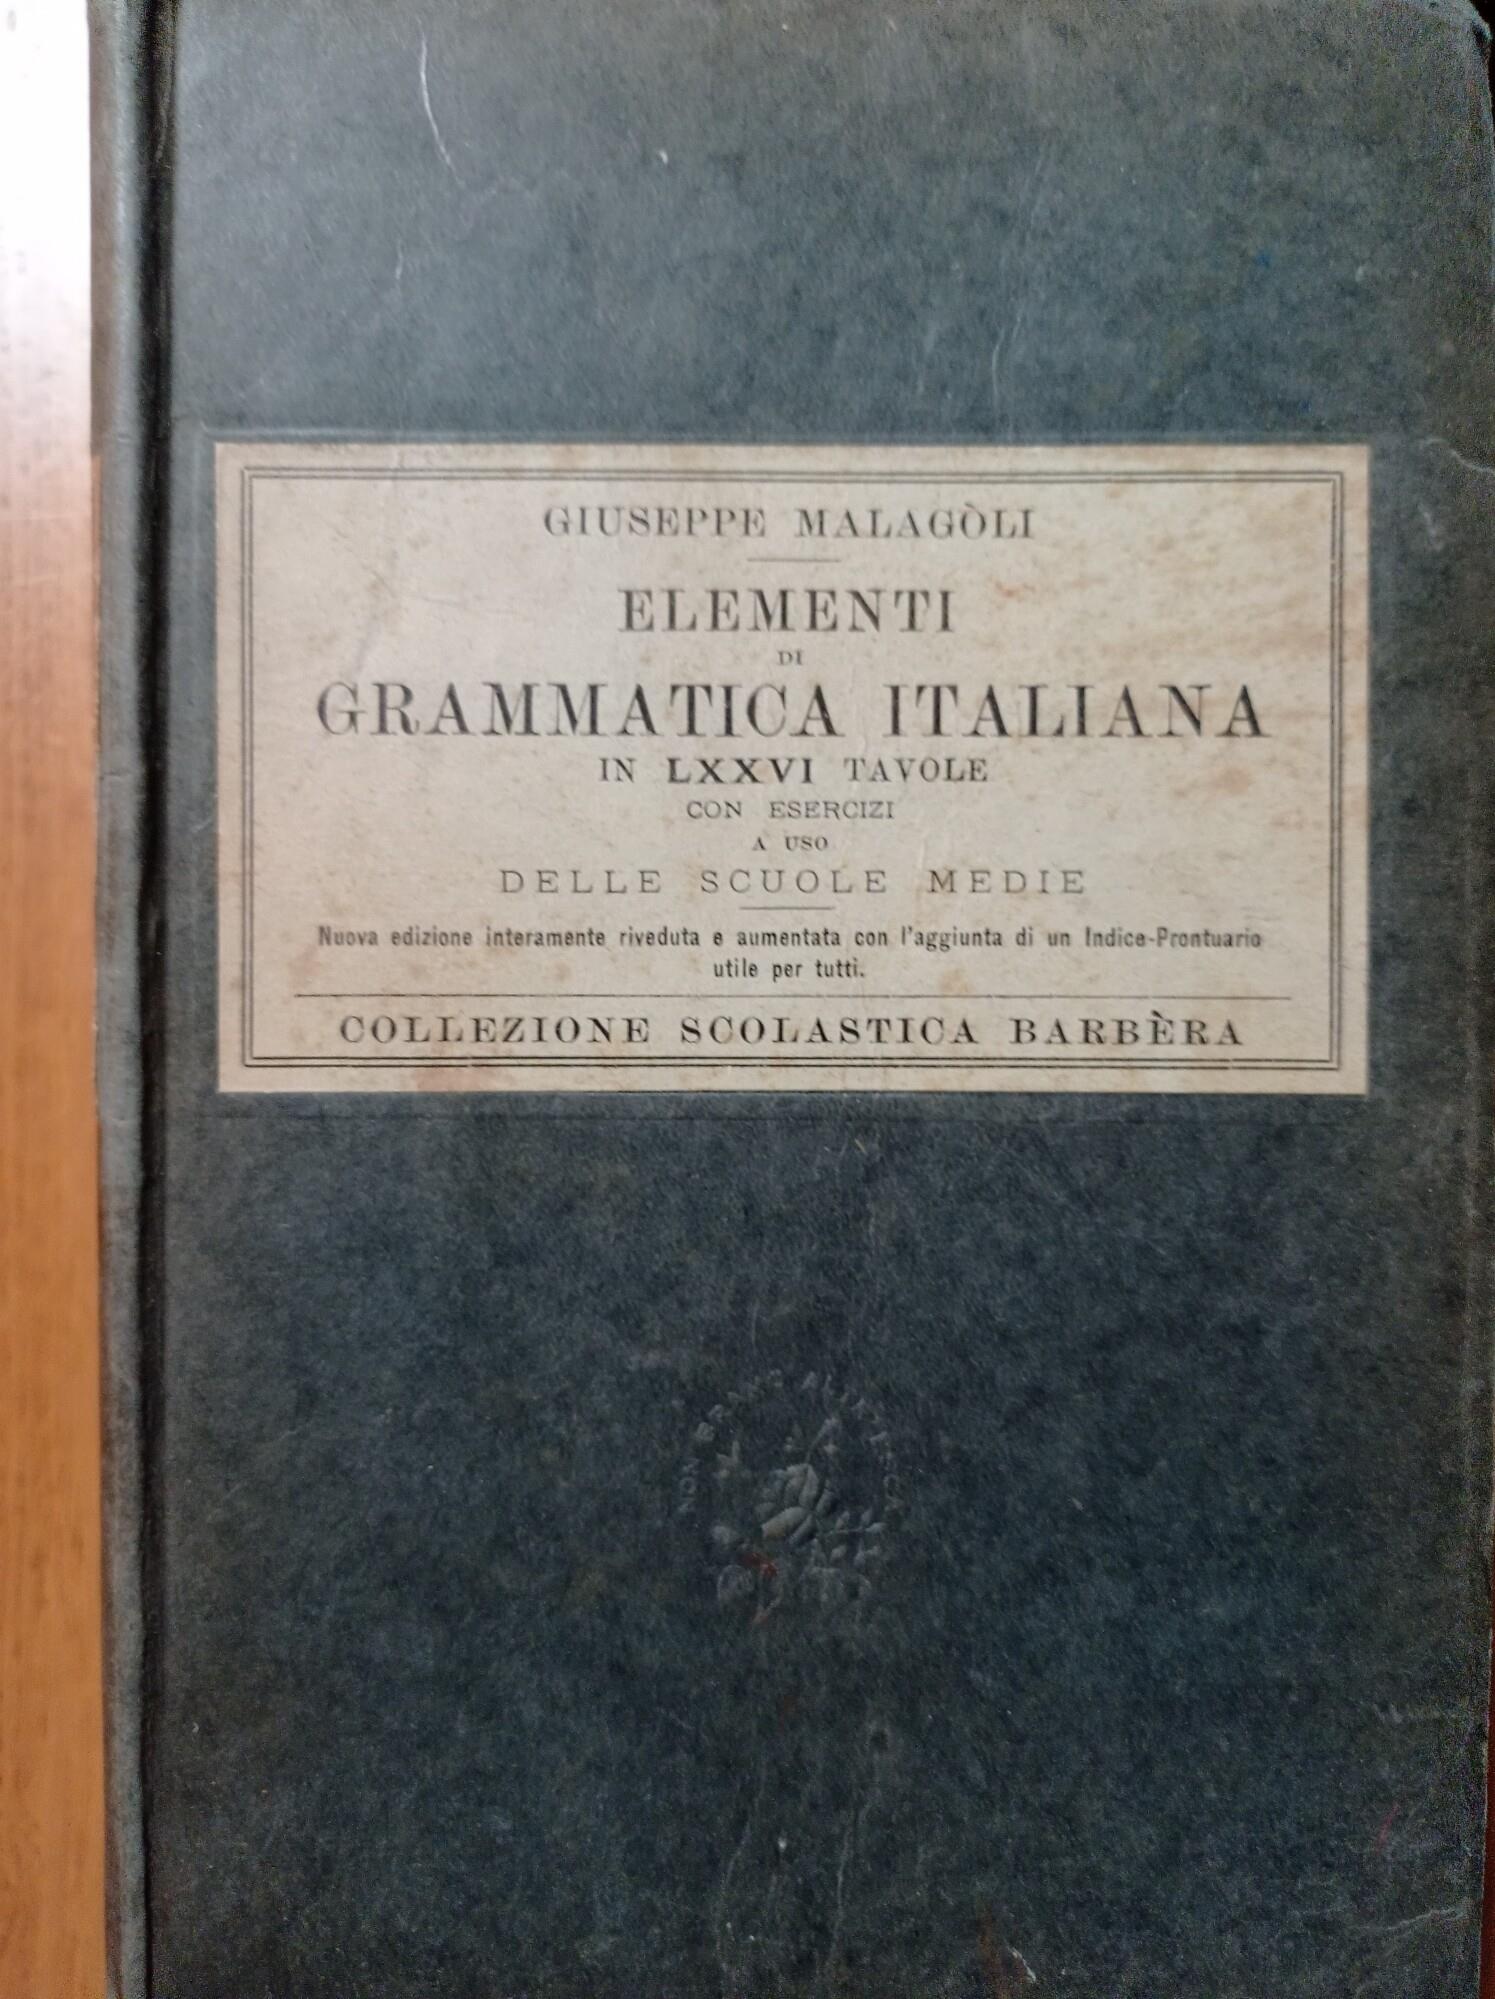 GIUSEPPE MALAGÒLI
ELEMENTI
DI
GRAMMATICA ITALIANA
IN LXXVI TAVOLE
CON ESERCIZI
A USO
DELLE SCUOLE MEDIE
Nuova edizione interamente riveduta e aumentata con l'aggiunta di un Indice-Prontuario
utile per tutti.
COLLEZIONE SCOLASTICA BARBÈRA
NON